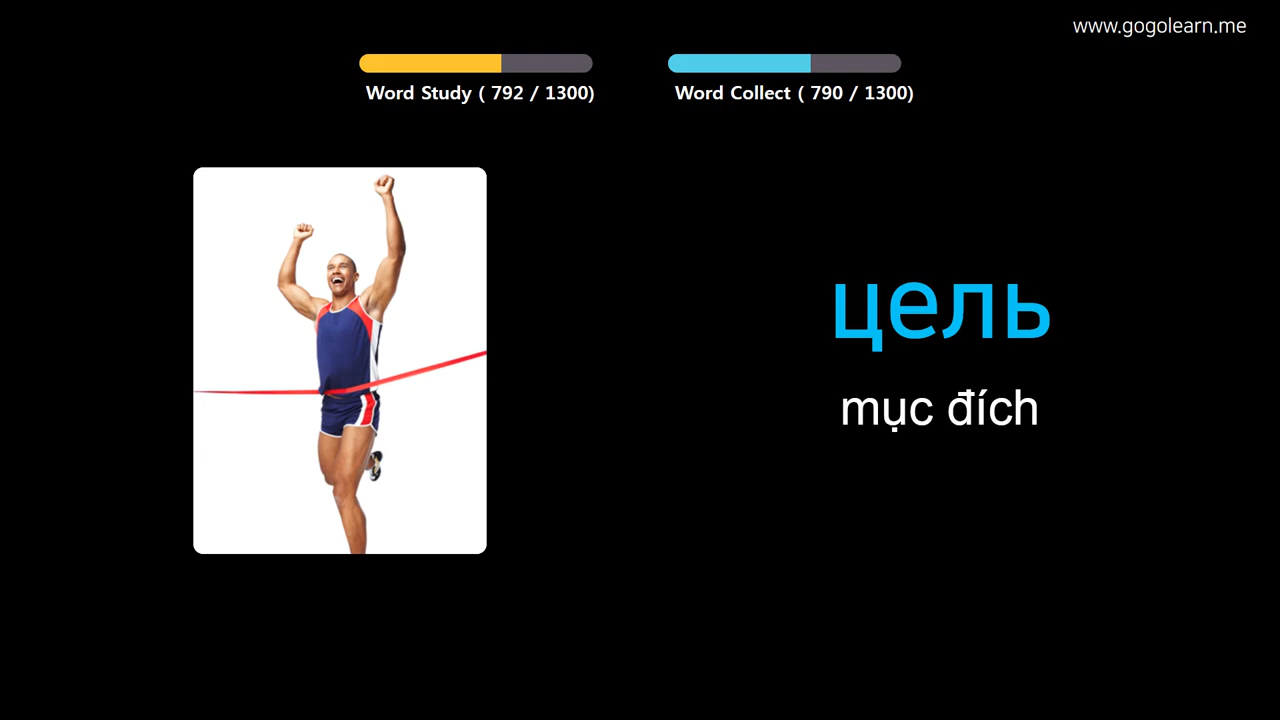 www.gogolearn.me
Word Study ( 792 / 1300)
Word Collect ( 790 / 1300)
цель
mục đích